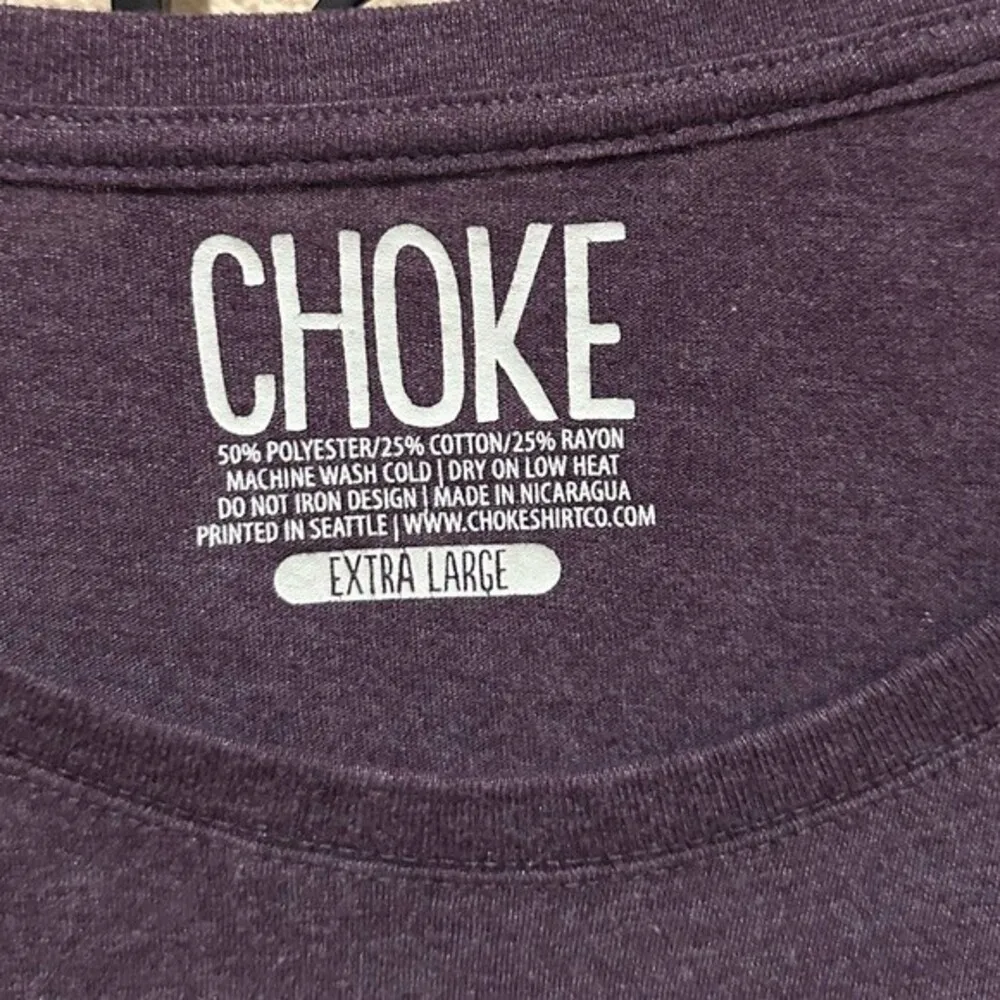 CHOKE
50% POLYESTER/25% COTTON/25% RAYON
MACHINE WASH COLD | DRY ON LOW HEAT
DO NOT IRON DESIGN | MADE IN NICARAGUA
PRINTED IN SEATTLE | WWW.CHOKESHIRTCO.COM
EXTRA LARGE